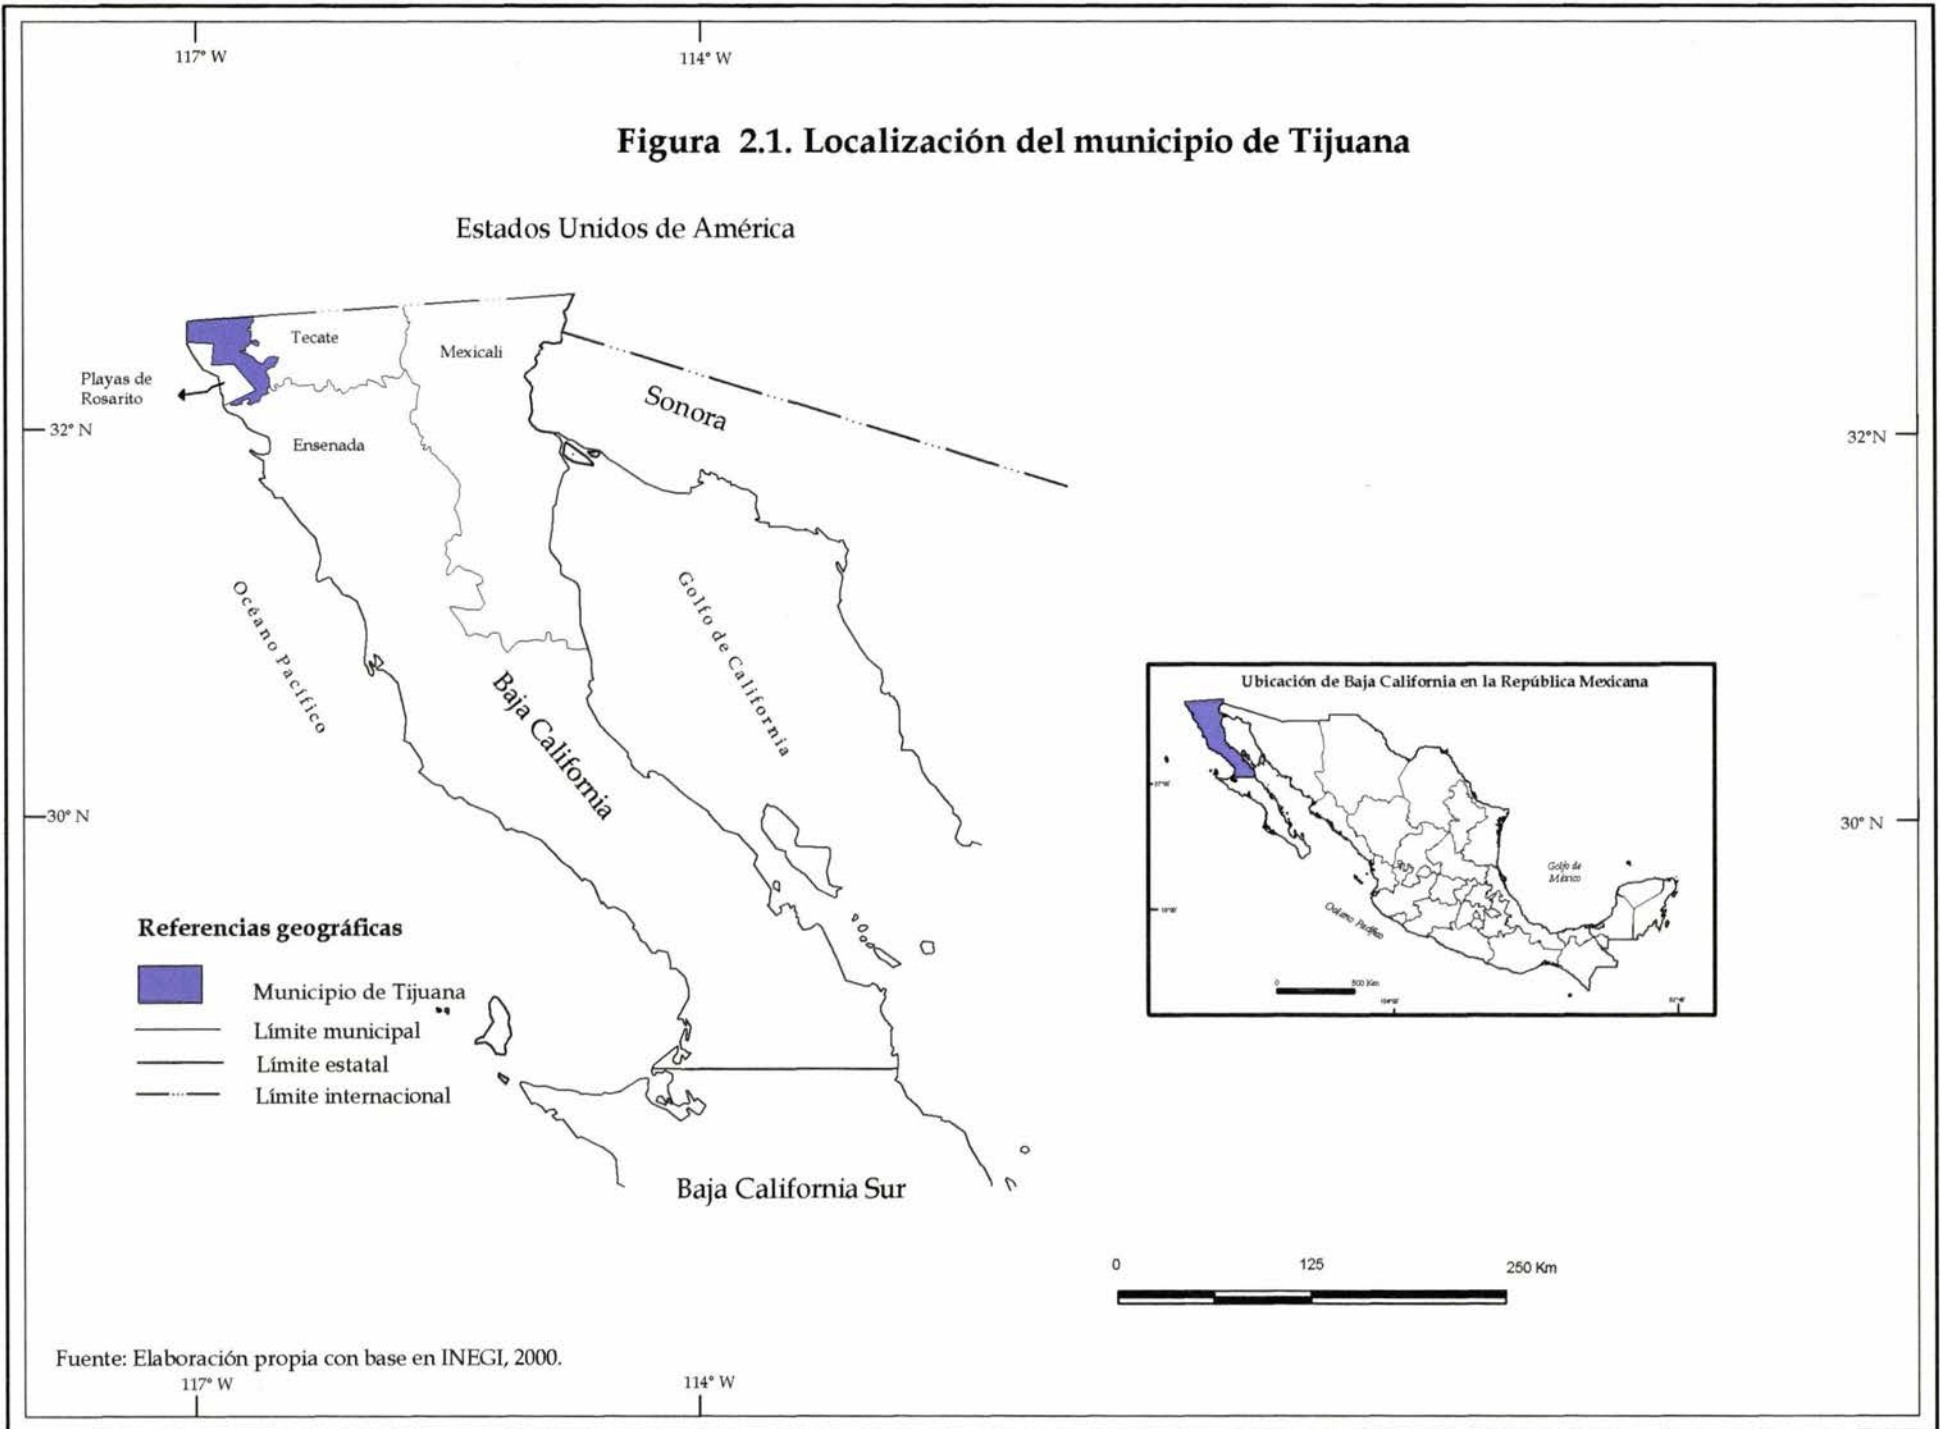 117° W
114° W
Figura 2.1. Localización del municipio de Tijuana
Estados Unidos de América
Tecate
Mexicali
Playas de
Rosarito
Sonora
32° N
32°N
Ensenada
Océano Pacífico
Golfo de California
Baja California
Ubicación de Baja California en la República Mexicana
30° N
30° N
Golfo de
México
Océano Pacífico
0
500 Km
Referencias geográficas
Municipio de Tijuana
Límite municipal
Límite estatal
Límite internacional
Baja California Sur
0
125
250 Km
Fuente: Elaboración propia con base en INEGI, 2000.
117° W
114° W